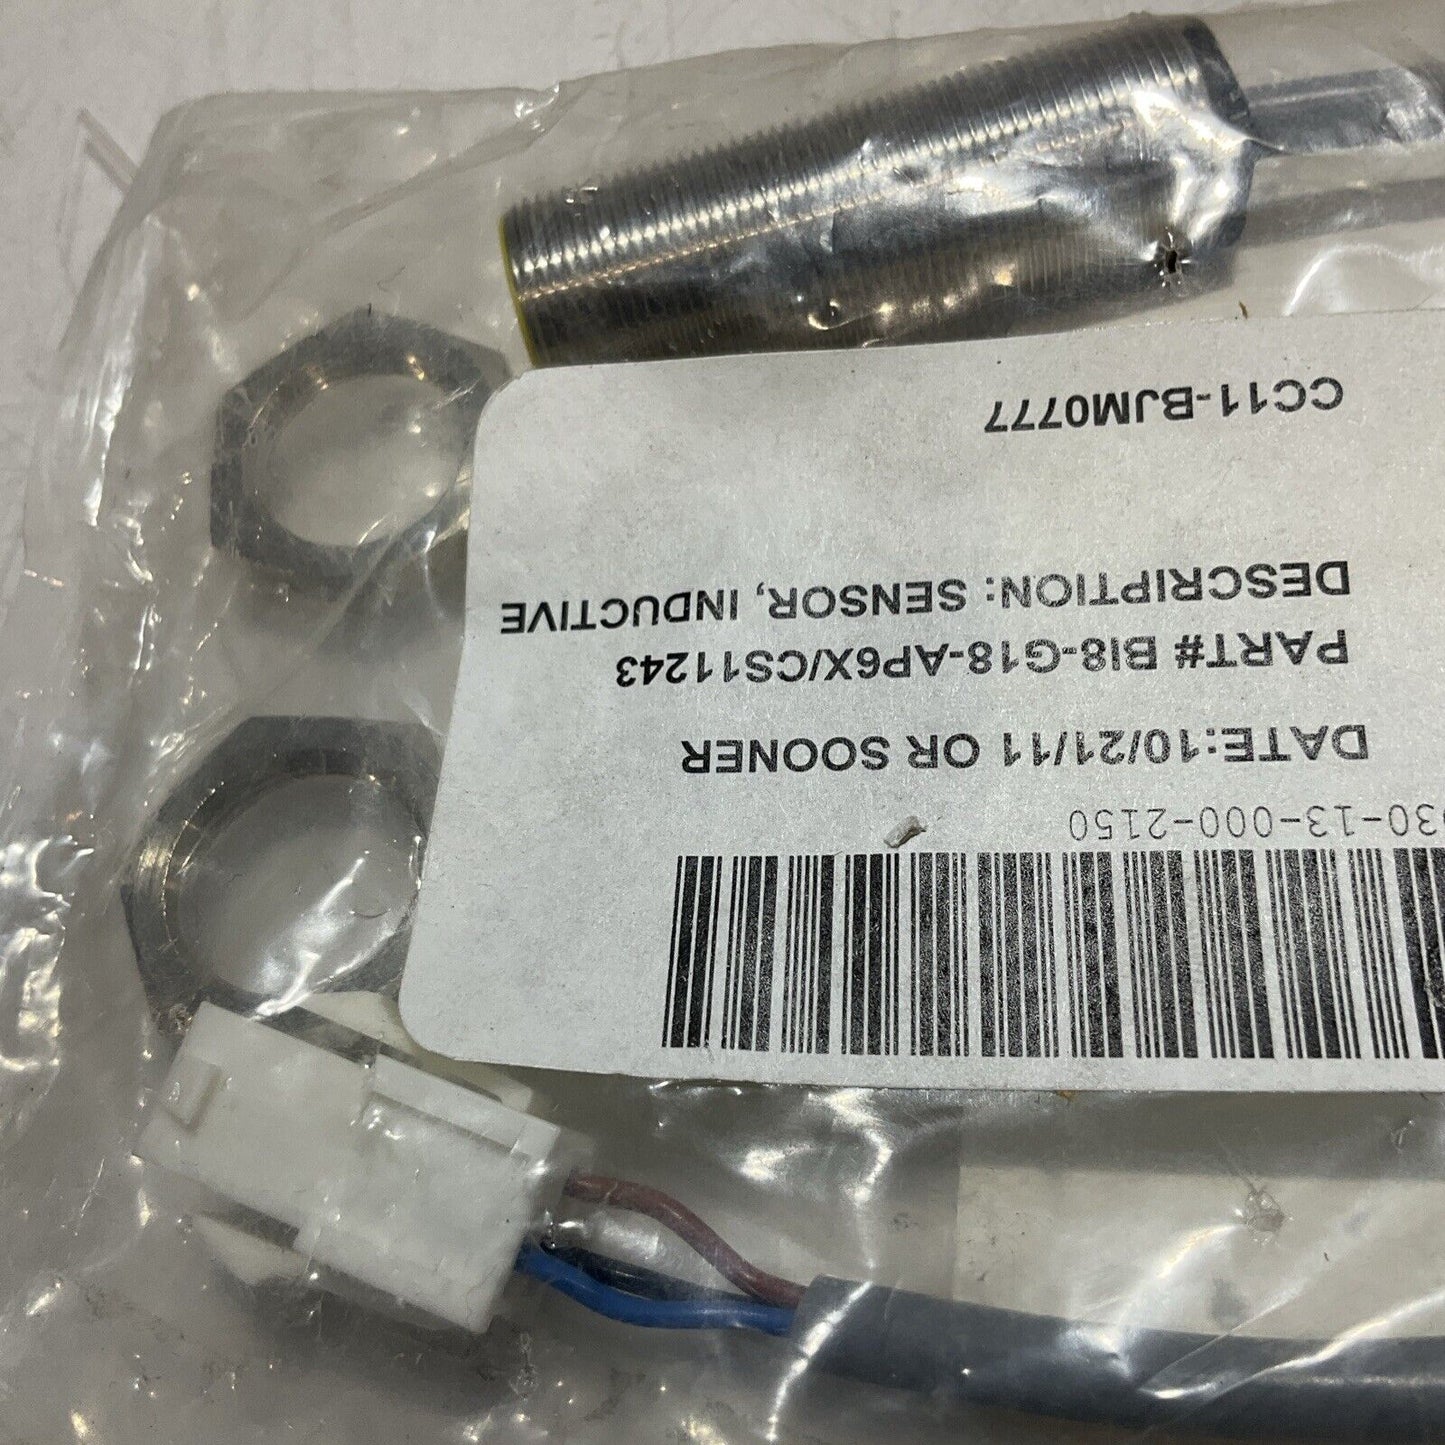 030-13-000-2150
DATE:10/21/11 OR SOONER
PART# BI8-G18-AP6X/CS11243
DESCRIPTION: SENSOR, INDUCTIVE
CC11-BJM0777